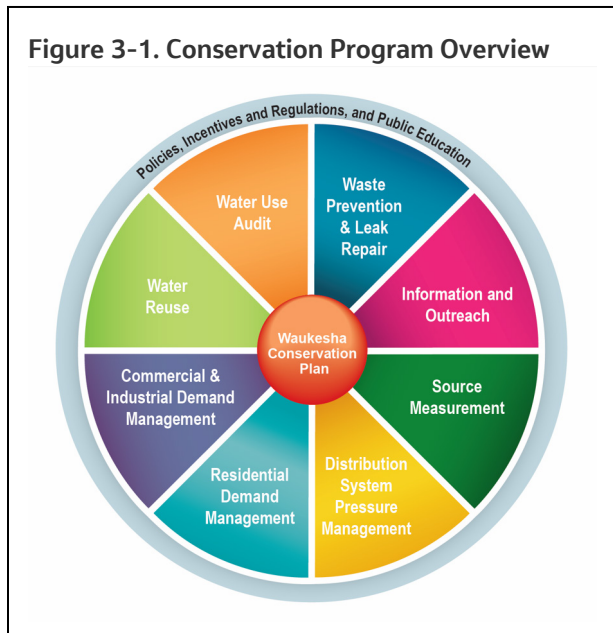 Figure 3-1. Conservation Program Overview
Policies, Incentives and Regulations, and Public Education
Water Use
Audit
Waste
Prevention
& Leak
Repair
Water
Reuse
Information and
Outreach
Waukesha
Conservation
Plan
Commercial &
Industrial Demand
Management
Source
Measurement
Residential
Demand
Management
Distribution
System
Pressure
Management